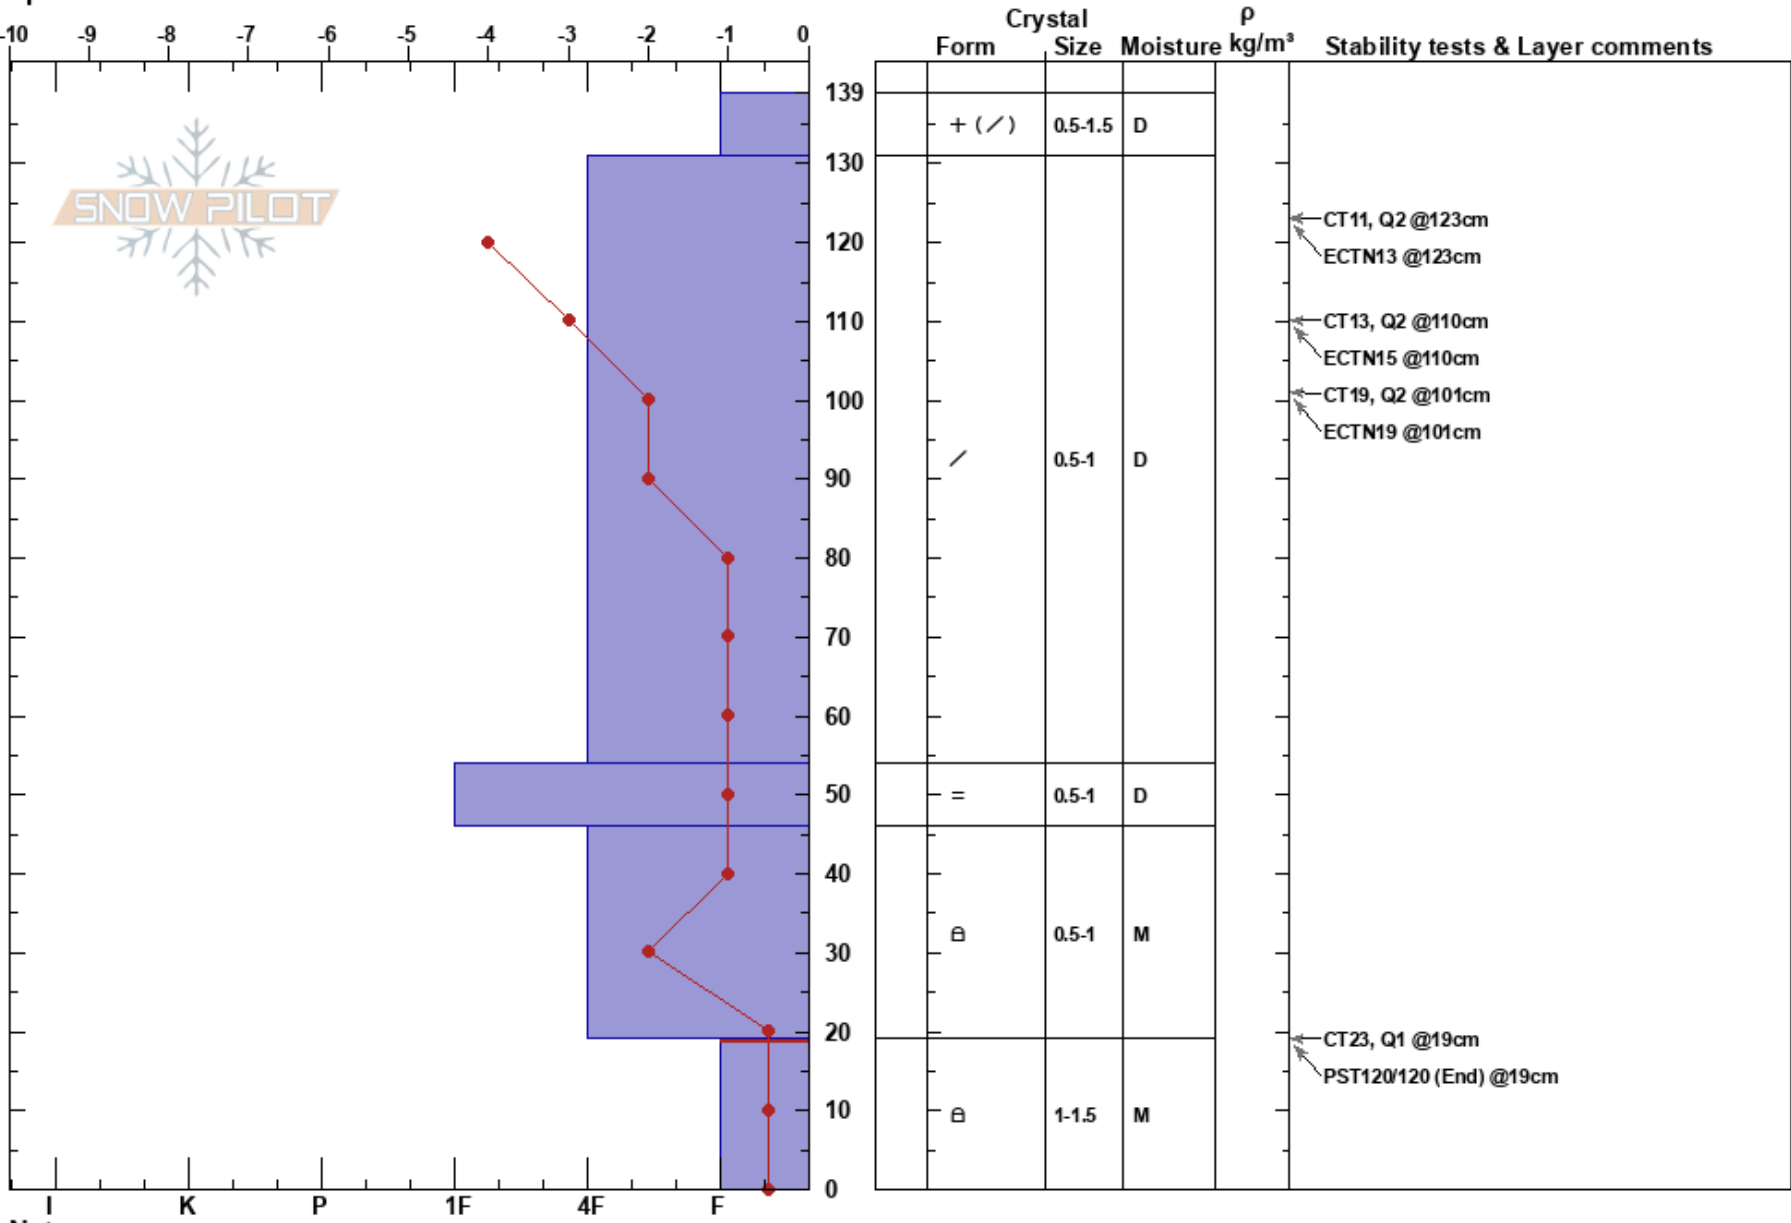 Crystal ρ
-10 -9 -8 -7 -6 -5 -4 -3 -2 -1 0
Form Size Moisture kg/m³ Stability tests & Layer comments
139
+ (/) 0.5-1.5 D
130
SNOW PILOT
CT11, Q2 @123cm
120
ECTN13 @123cm
110
CT13, Q2 @110cm
ECTN15 @110cm
100
CT19, Q2 @101cm
ECTN19 @101cm
/ 0.5-1 D
90
80
70
60
50
= 0.5-1 D
40
0.5-1 M
30
20
CT23, Q1 @19cm
PST120/120 (End) @19cm
10
1-1.5 M
0
I K P 1F 4F F